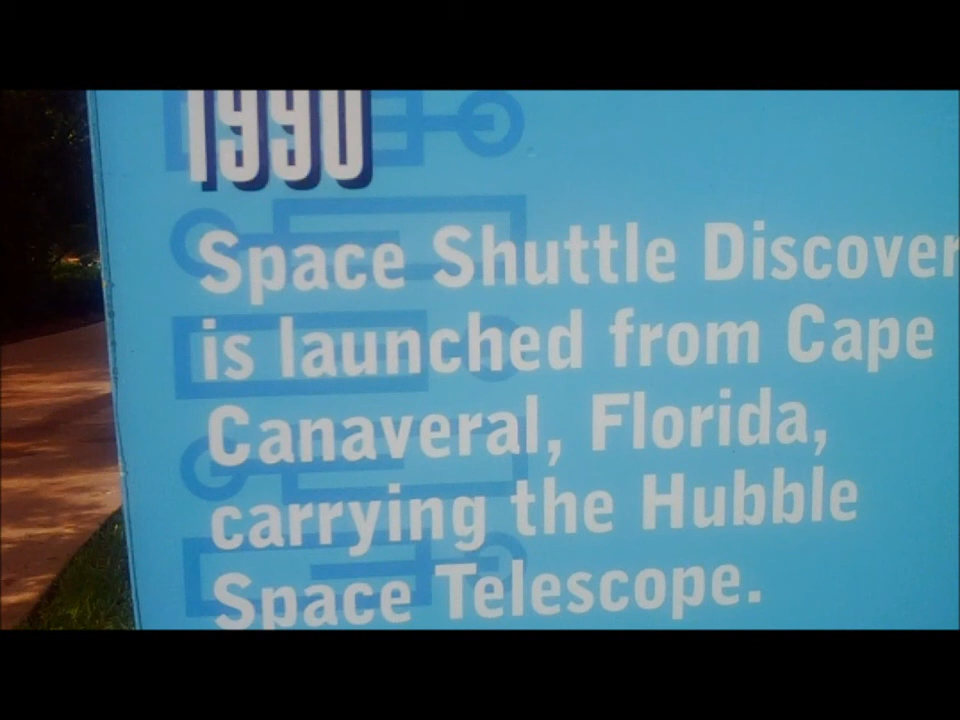 1990
Space Shuttle Discover
is launched from Cape
Canaveral, Florida,
carrying the Hubble
Space Telescope.